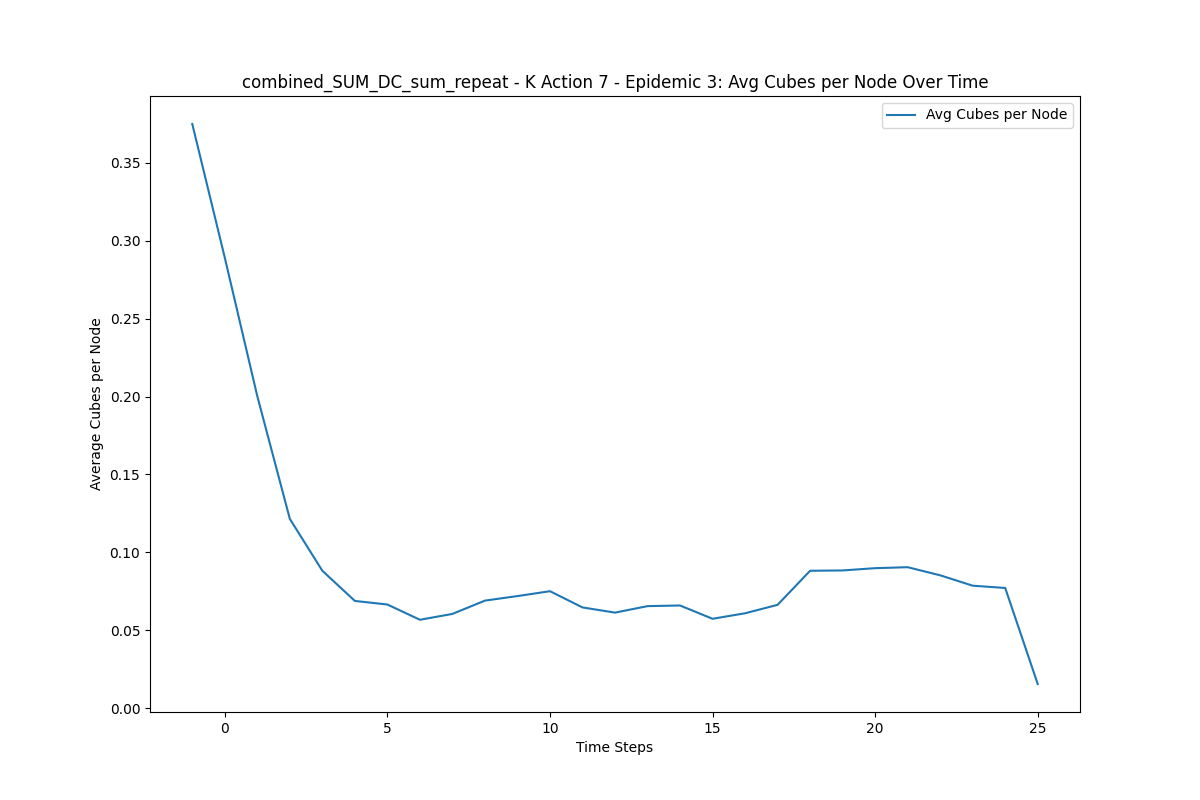 combined_SUM_DC_sum_repeat - K Action 7 - Epidemic 3: Avg Cubes per Node Over Time
Avg Cubes per Node
Average Cubes per Node
0.35
0.30
0.25
0.20
0.15
0.10
0.05
0.00
0 5 10 15 20 25
Time Steps